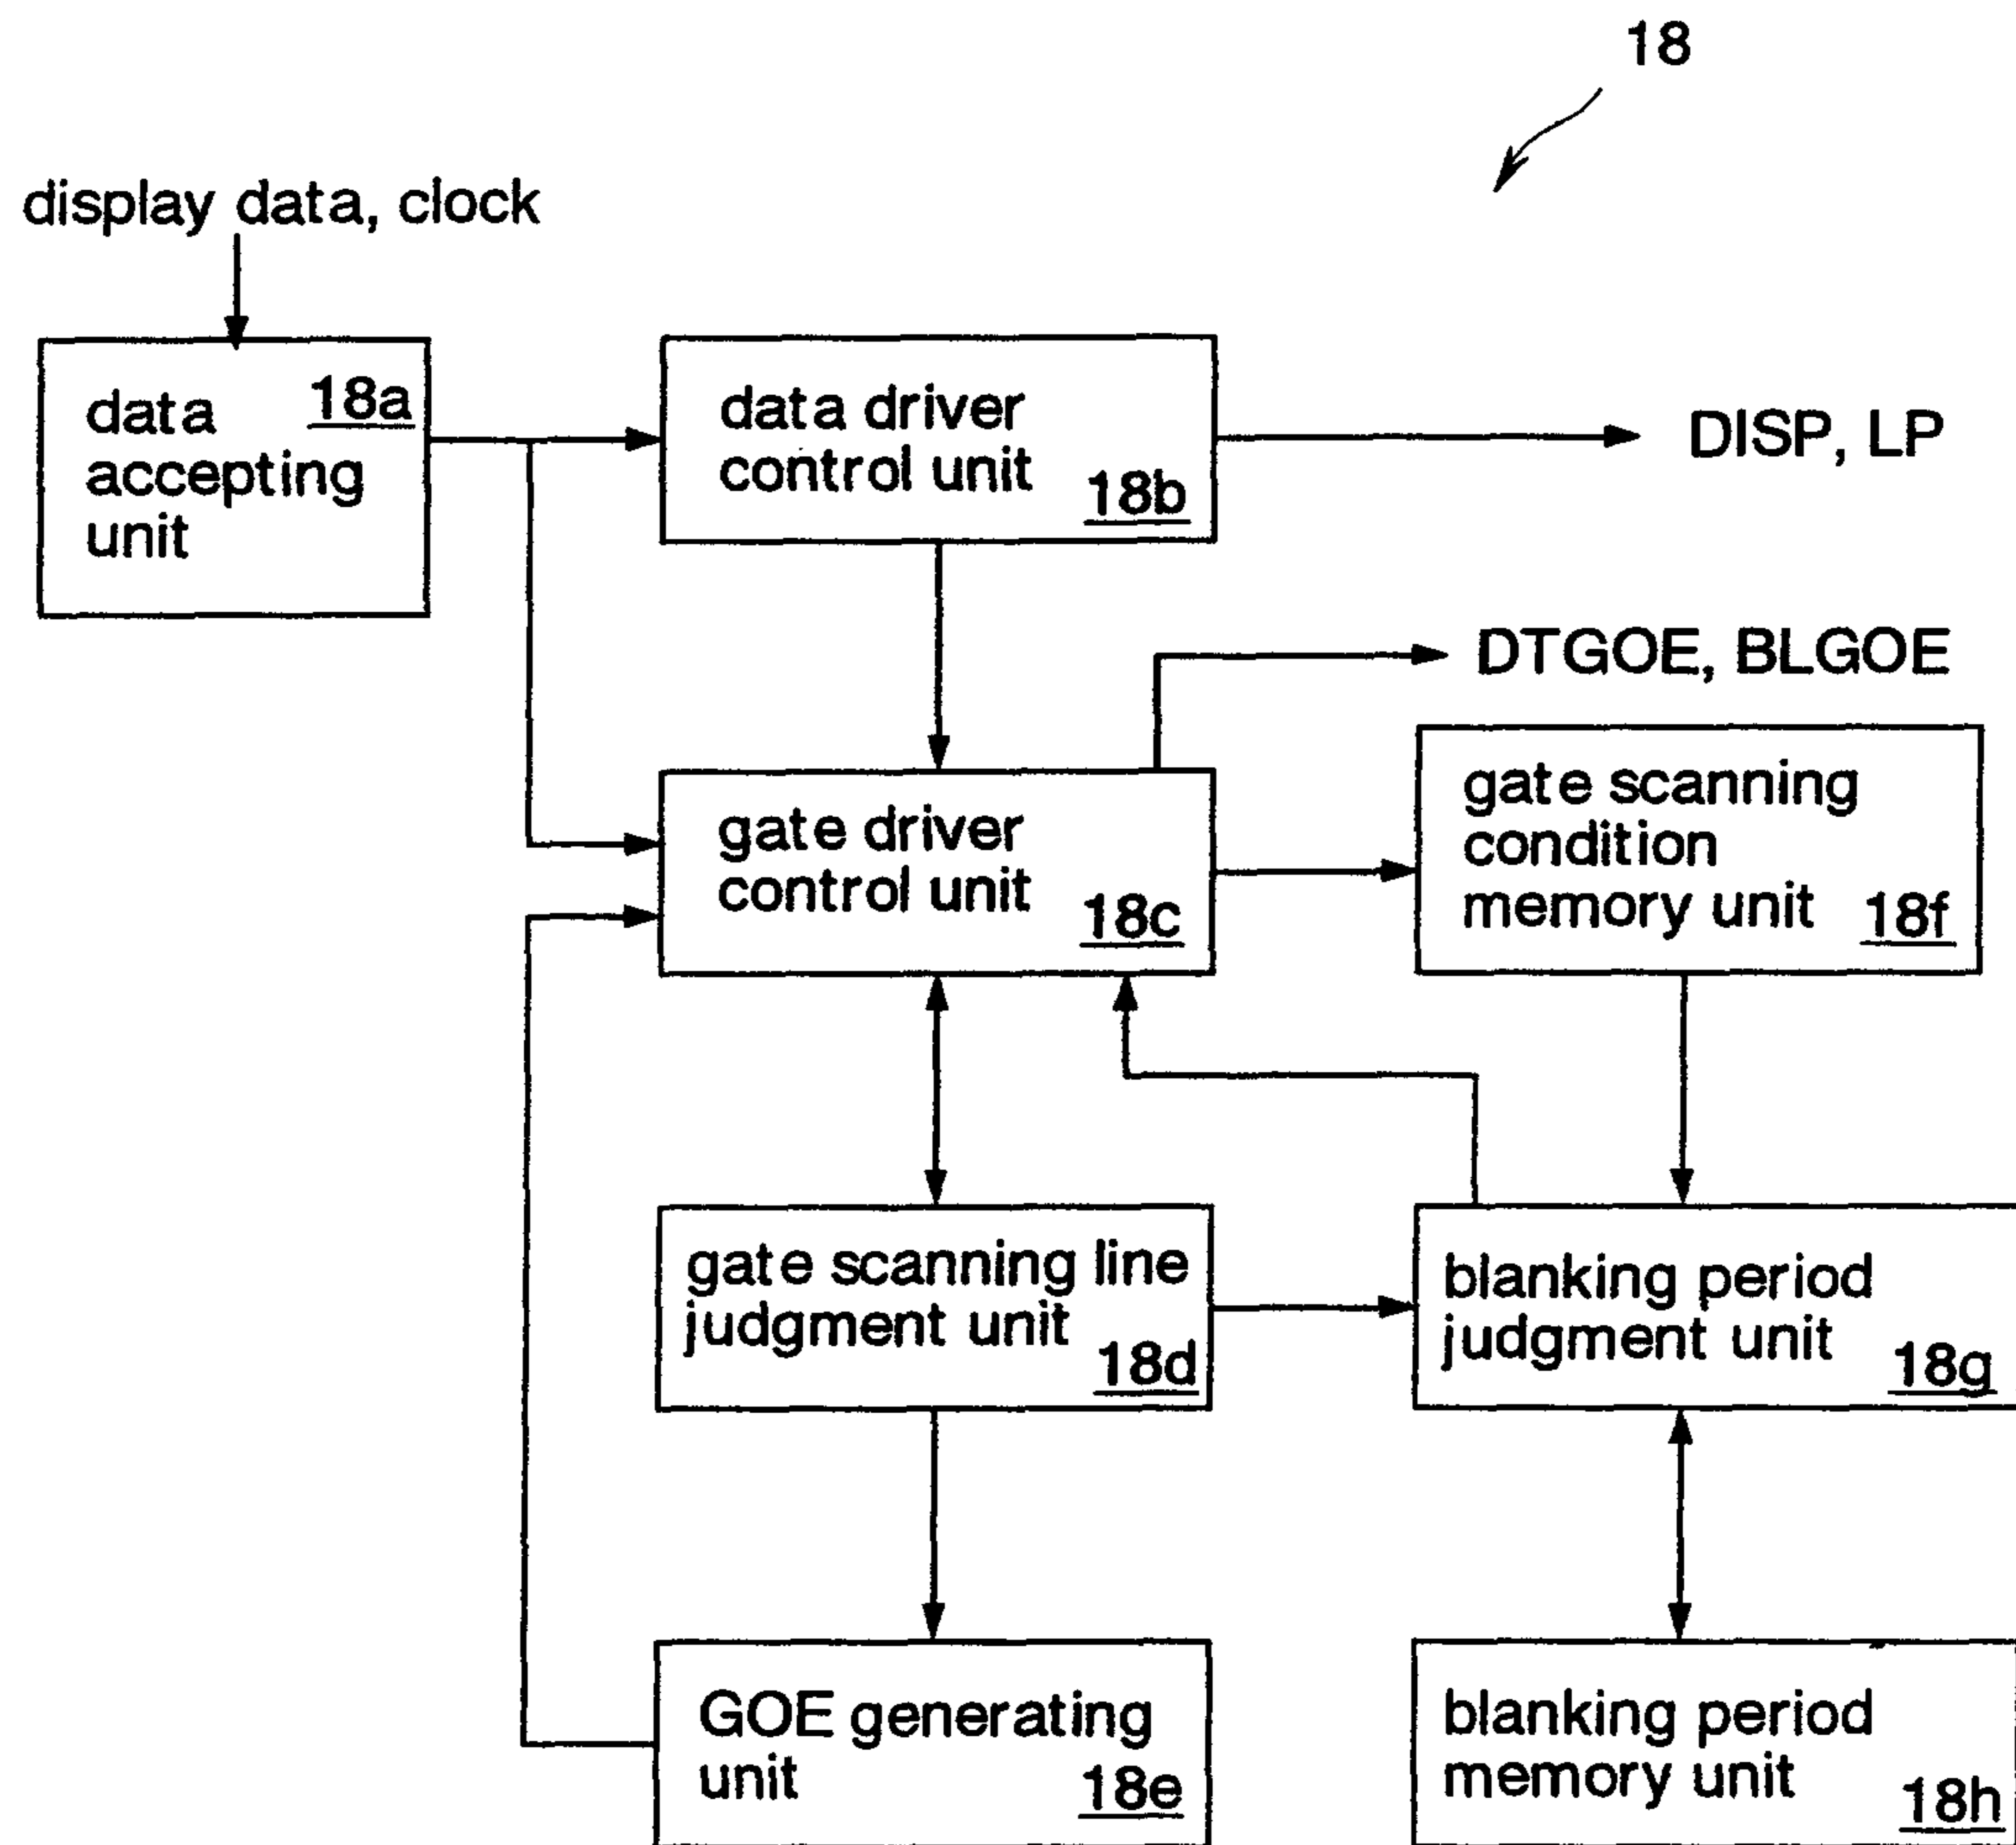 18
display data, clock
data
accepting
unit
18a
data driver
control unit
18b
DISP, LP
DTGOE, BLGOE
gate driver
control unit
18c
gate scanning
condition
memory unit
18f
gate scanning line
judgment unit
18d
blanking period
judgment unit
18g
GOE generating
unit
18e
blanking period
memory unit
18h